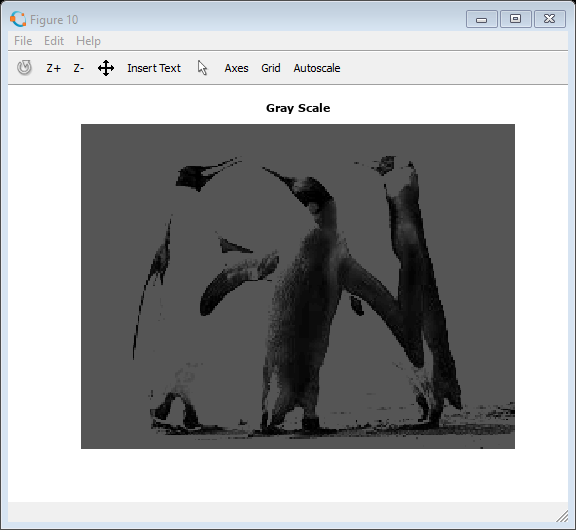 Figure 10
File Edit Help
Z+ Z- Insert Text Axes Grid Autoscale
Gray Scale